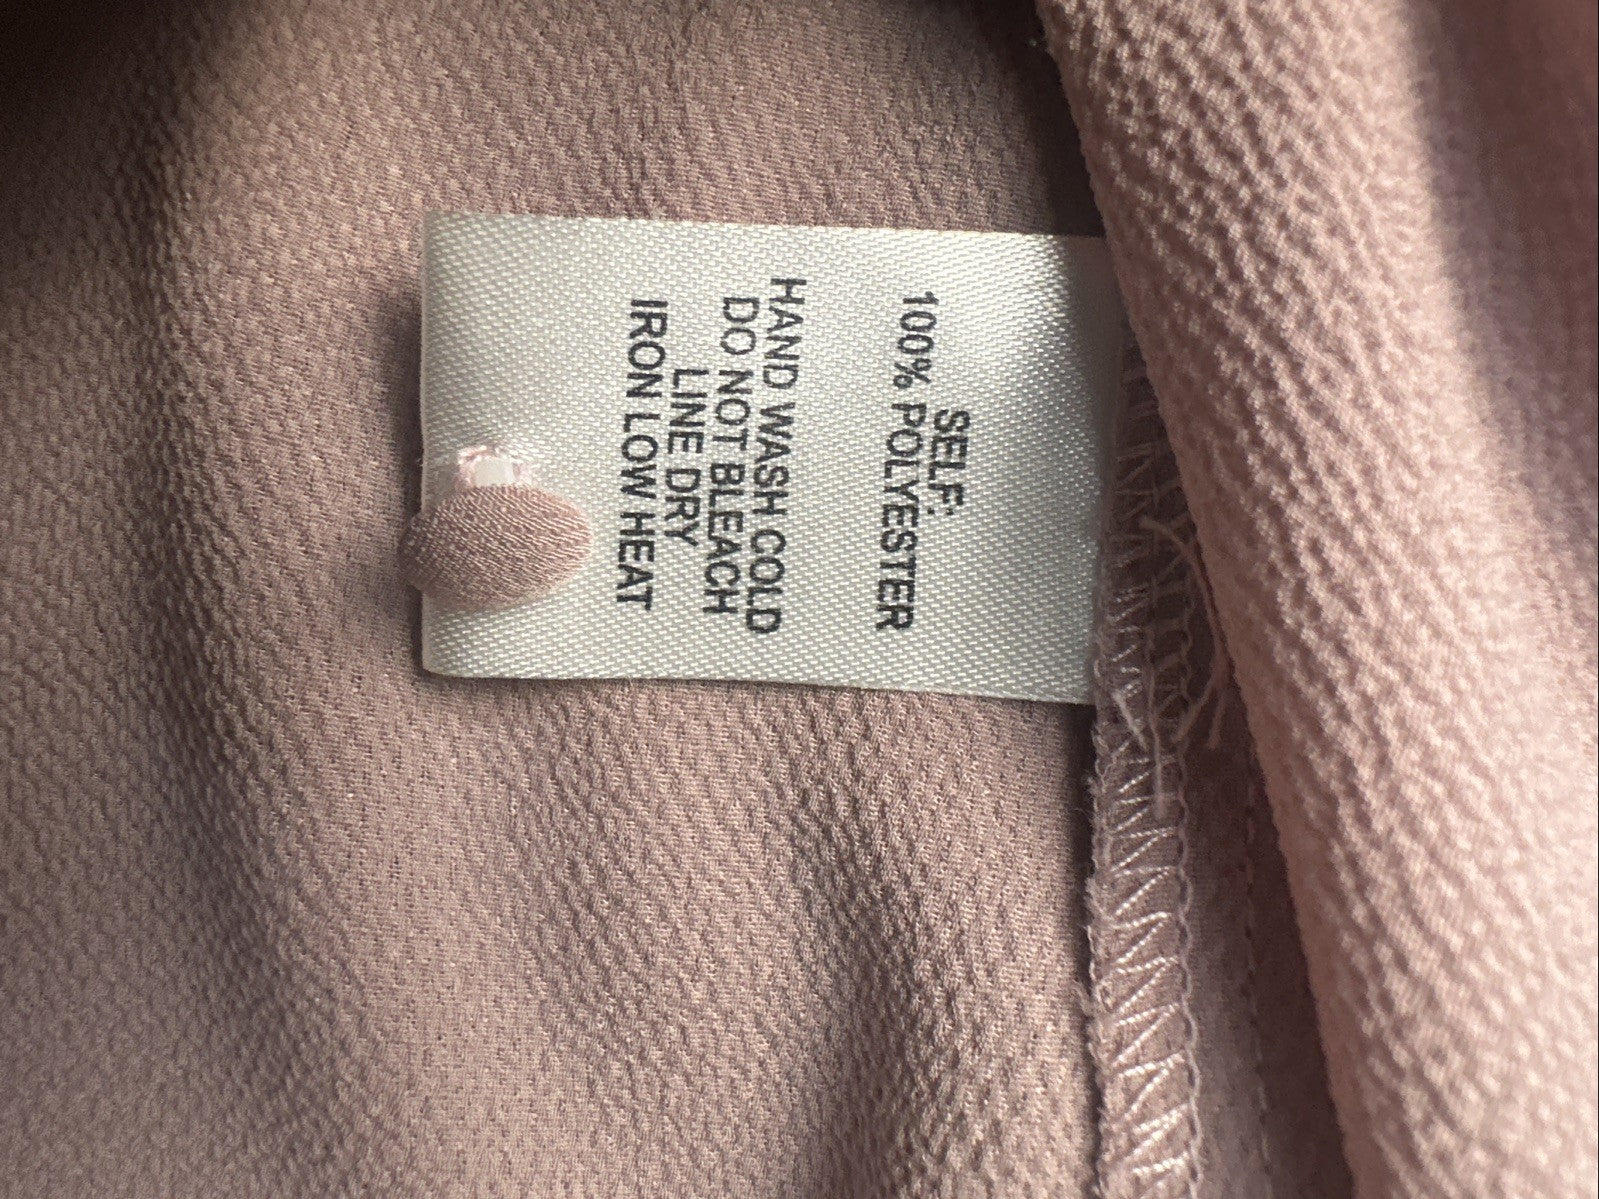 SELF:
100% POLYESTER
HAND WASH COLD
DO NOT BLEACH
LINE DRY
IRON LOW HEAT